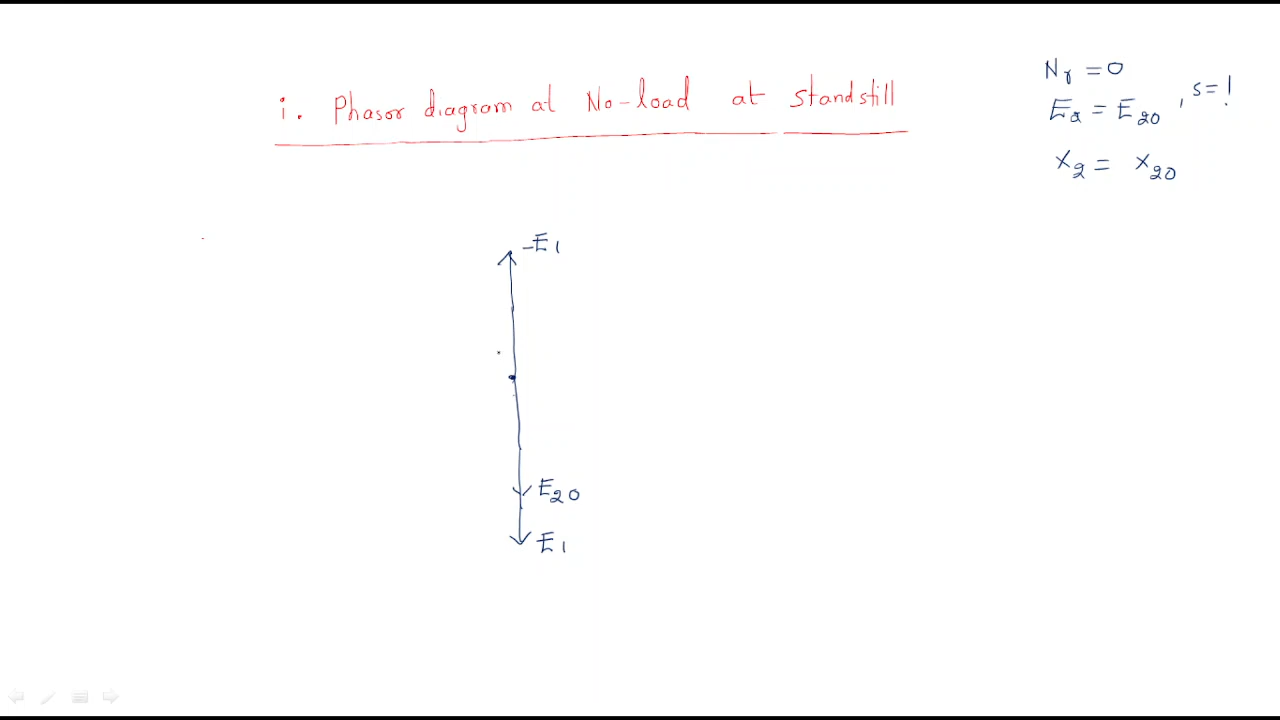 i. Phasor diagram at No-load at standstill
Nr = 0
E2 = E20 , s=1
X2 = X20
-E1
E20
E1